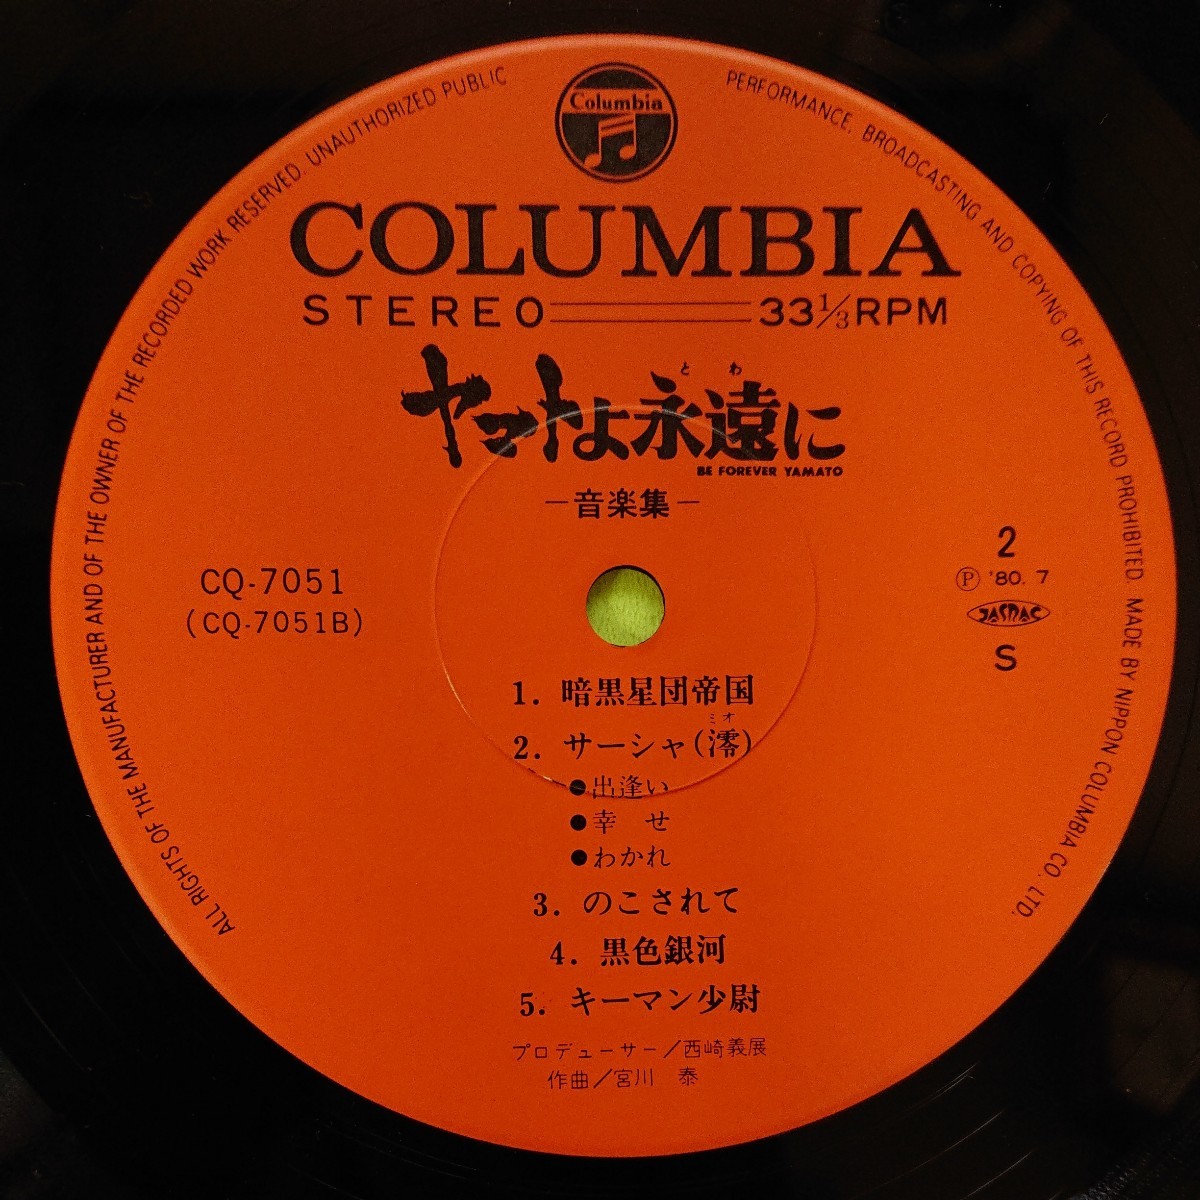 ALL RIGHTS OF THE MANUFACTURER AND OF THE OWNER OF THE RECORDED WORK RESERVED. UNAUTHORIZED PUBLIC PERFORMANCE, BROADCASTING AND COPYING OF THIS RECORD PROHIBITED. MADE BY NIPPON COLUMBIA CO., LTD.
Columbia
COLUMBIA
STEREO 33 1/3 RPM
とわ
ヤマトよ永遠に
BE FOREVER YAMATO
—音楽集—
CQ-7051
(CQ-7051B)
2
Ⓟ '80. 7
JASRAC
S
1. 暗黒星団帝国
ミオ
2. サーシャ(澪)
●出逢い
●幸 せ
●わかれ
3. のこされて
4. 黒色銀河
5. キーマン少尉
プロデューサー/西崎義展
作曲/宮川 泰